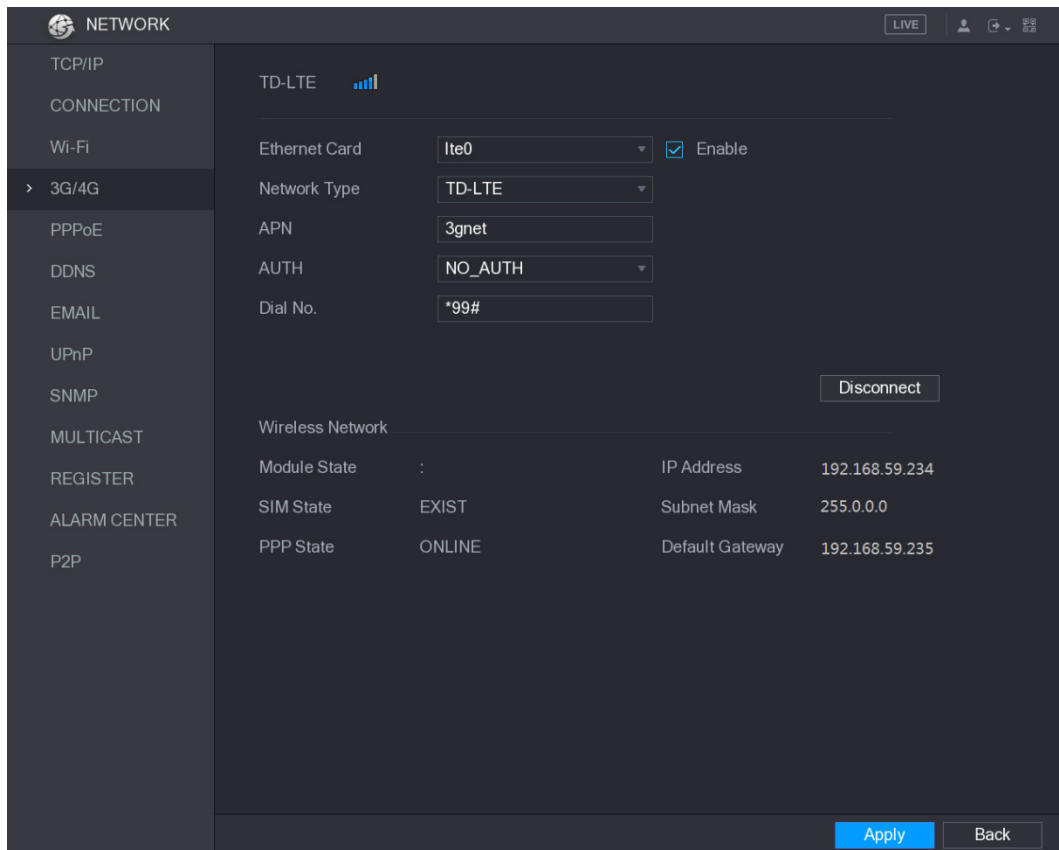 NETWORK LIVE
TCP/IP
CONNECTION
Wi-Fi
3G/4G
PPPoE
DDNS
EMAIL
UPnP
SNMP
MULTICAST
REGISTER
ALARM CENTER
P2P
TD-LTE
Ethernet Card lte0 Enable
Network Type TD-LTE
APN 3gnet
AUTH NO_AUTH
Dial No. *99#
Disconnect
Wireless Network
Module State : IP Address 192.168.59.234
SIM State EXIST Subnet Mask 255.0.0.0
PPP State ONLINE Default Gateway 192.168.59.235
Apply Back